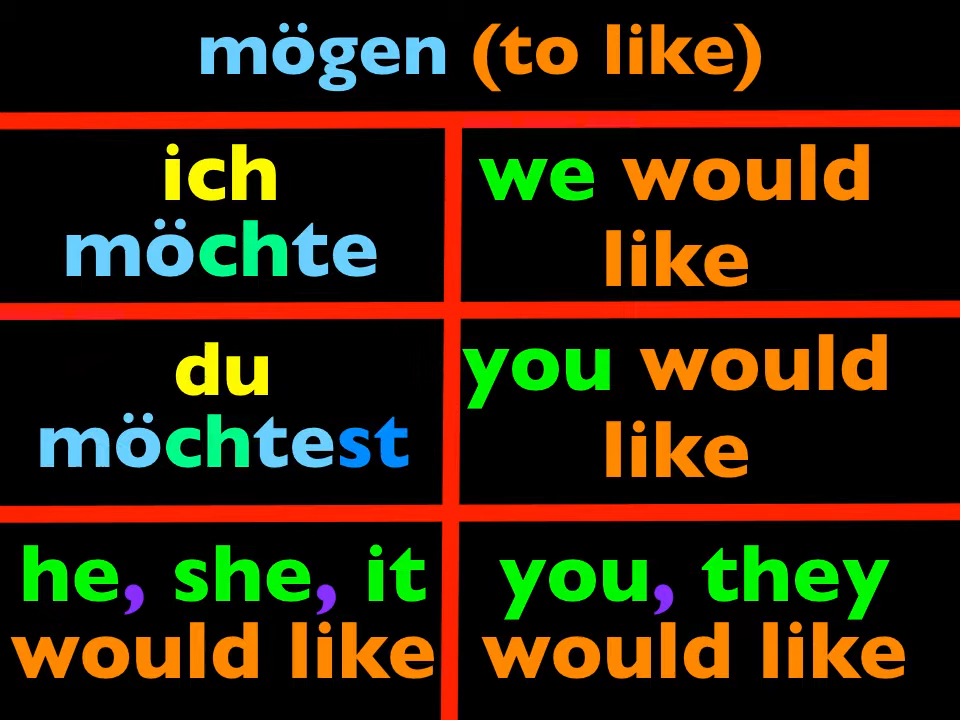 mögen (to like)
ich
möchte
we would
like
du
möchtest
you would
like
he, she, it
would like
you, they
would like